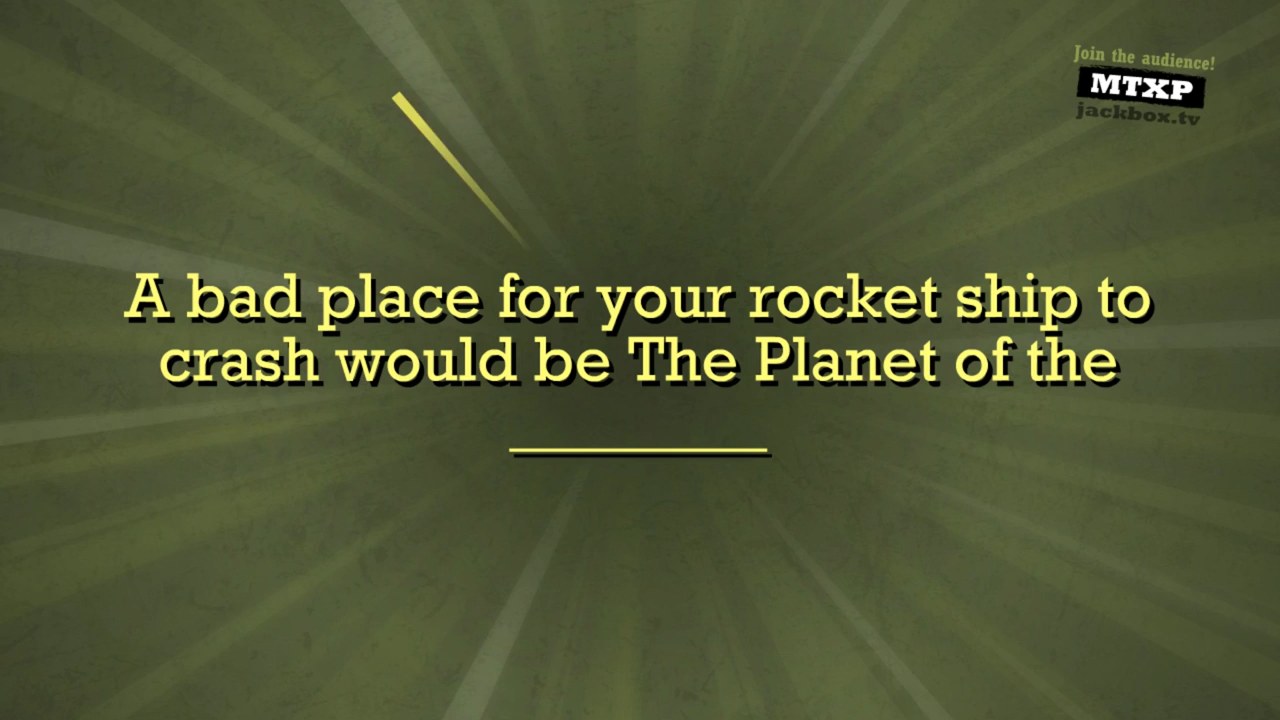 Join the audience!
MTXP
jackbox.tv
A bad place for your rocket ship to
crash would be The Planet of the